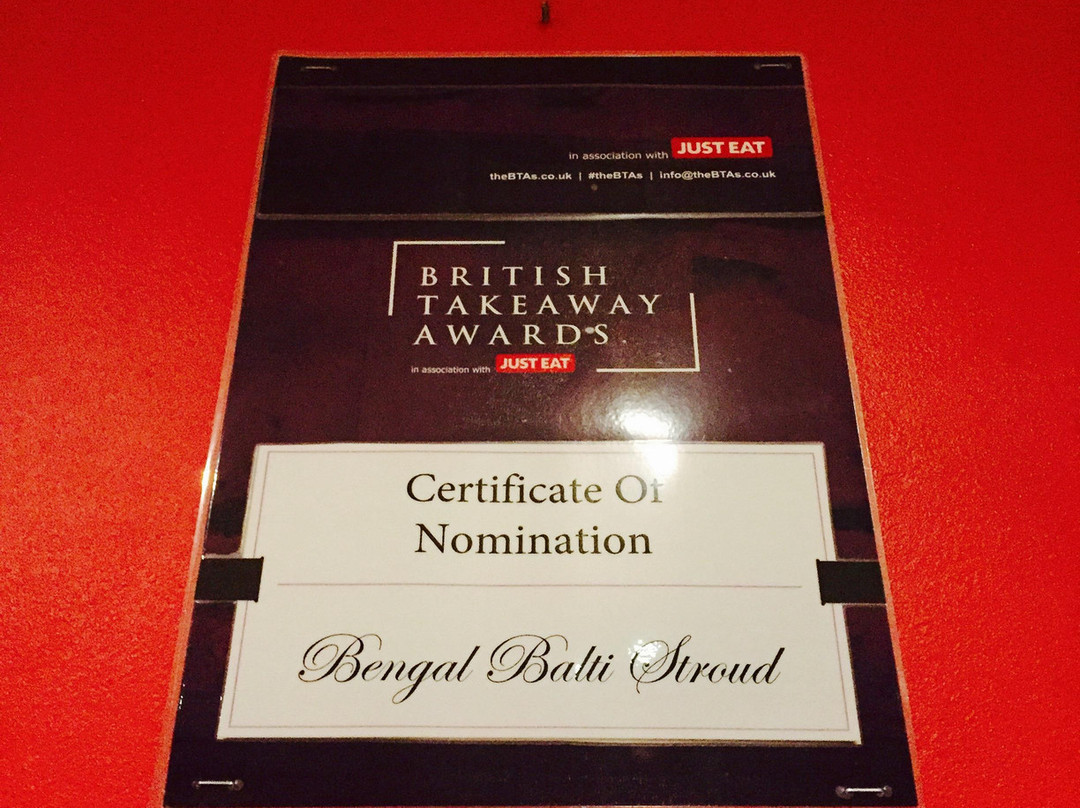 in association with JUST EAT
theBTAs.co.uk | #theBTAs | info@theBTAs.co.uk
BRITISH
TAKEAWAY
AWARDS
in association with JUST EAT
Certificate Of
Nomination
Bengal Balti Stroud